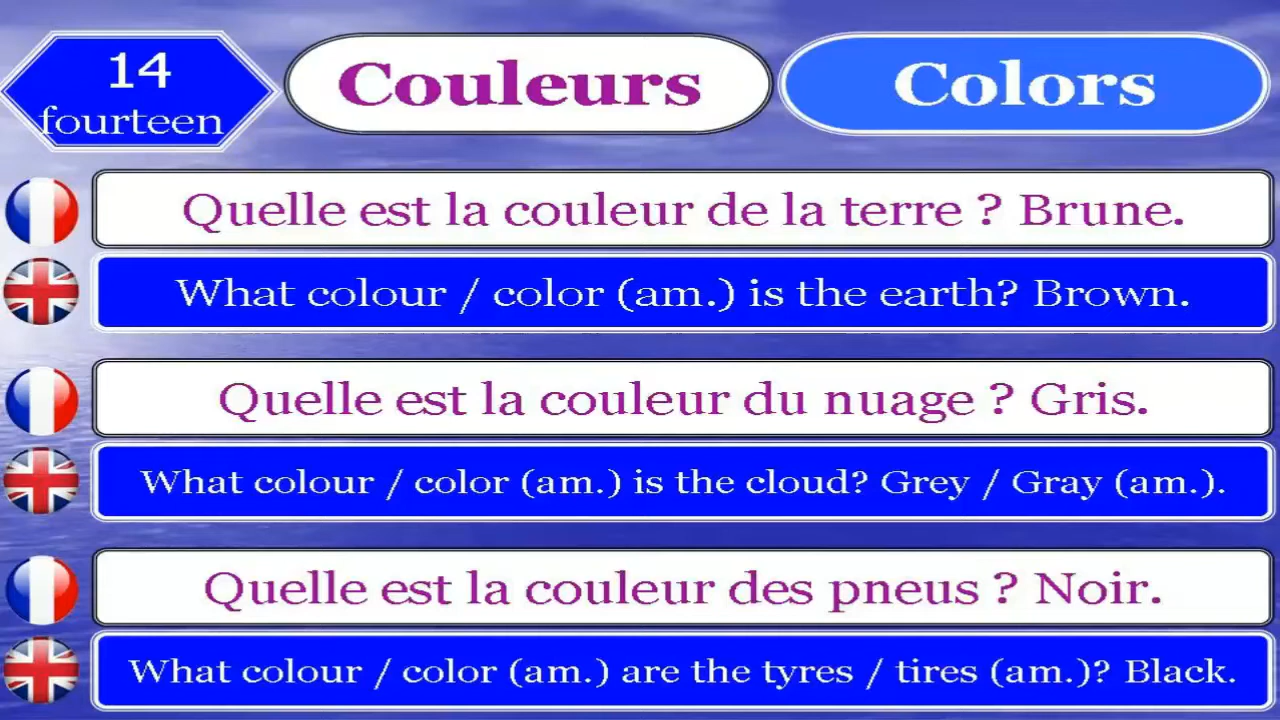 14
fourteen
Couleurs
Colors
Quelle est la couleur de la terre ? Brune.
What colour / color (am.) is the earth? Brown.
Quelle est la couleur du nuage ? Gris.
What colour / color (am.) is the cloud? Grey / Gray (am.).
Quelle est la couleur des pneus ? Noir.
What colour / color (am.) are the tyres / tires (am.)? Black.